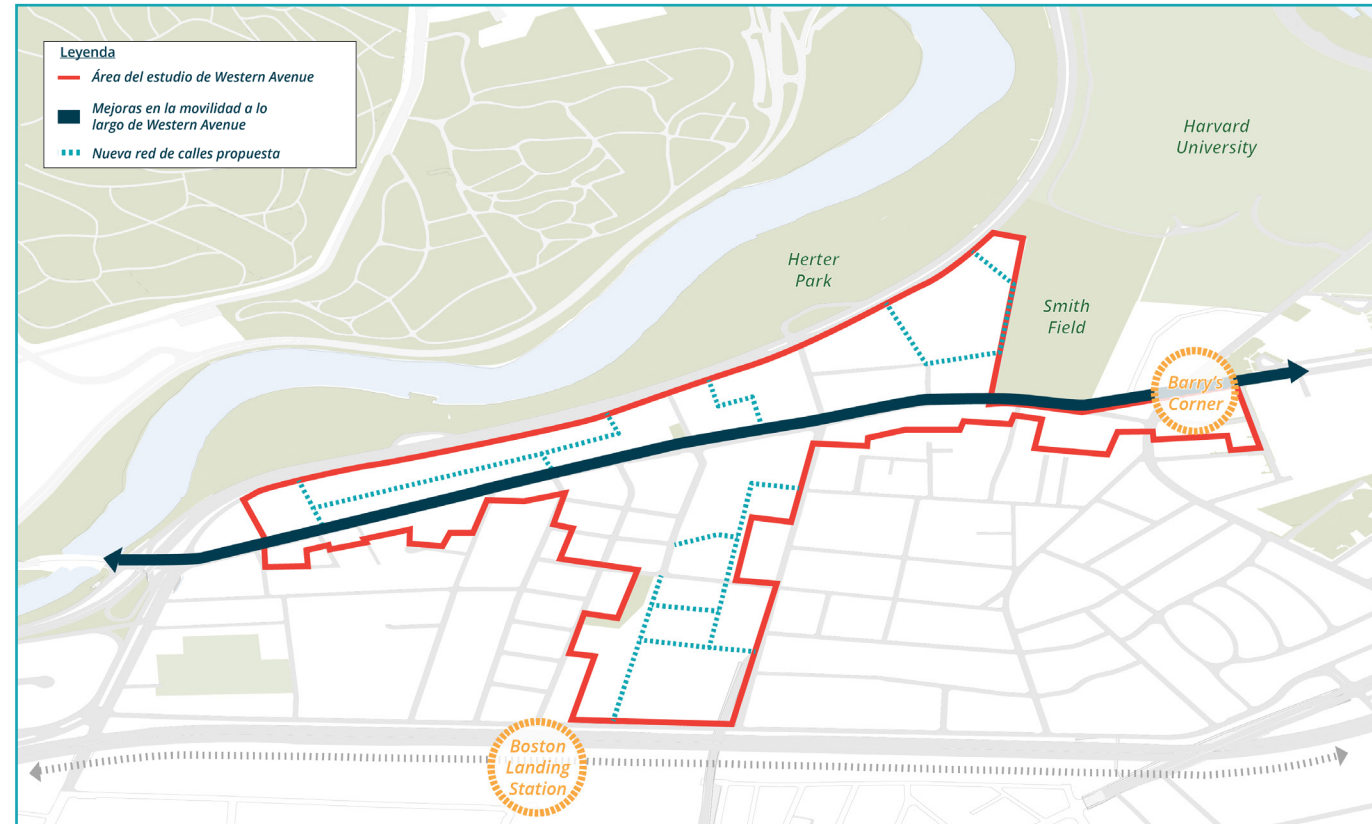 Leyenda
Área del estudio de Western Avenue
Mejoras en la movilidad a lo
largo de Western Avenue
Nueva red de calles propuesta
Harvard
University
Herter
Park
Smith
Field
Barry's
Corner
Boston
Landing
Station